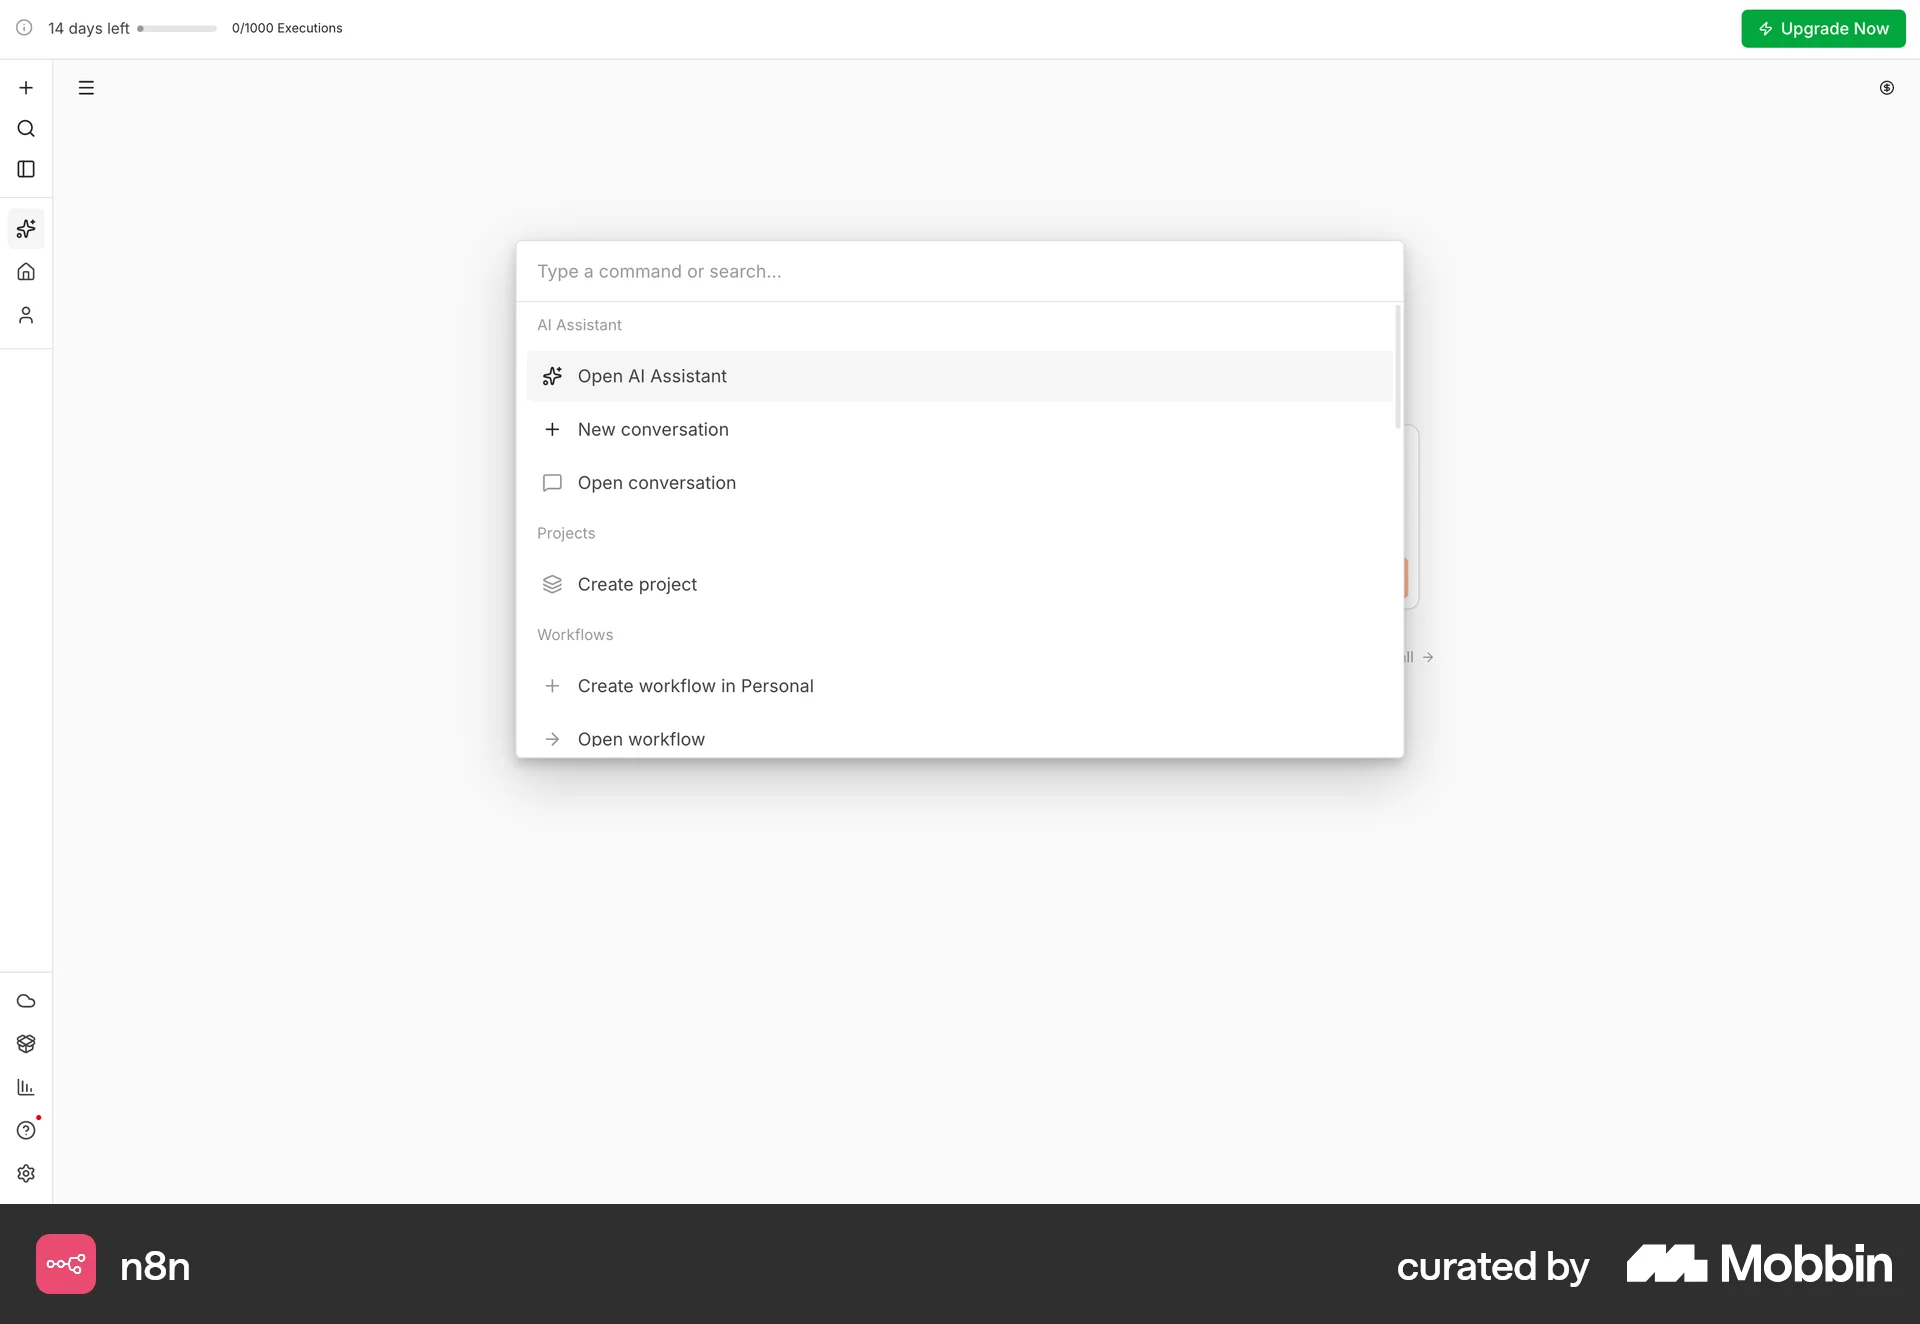 14 days left
0/1000 Executions
Upgrade Now
Type a command or search...
AI Assistant
Open AI Assistant
New conversation
Open conversation
Projects
Create project
Workflows
Create workflow in Personal
Open workflow
n8n
curated by
Mobbin